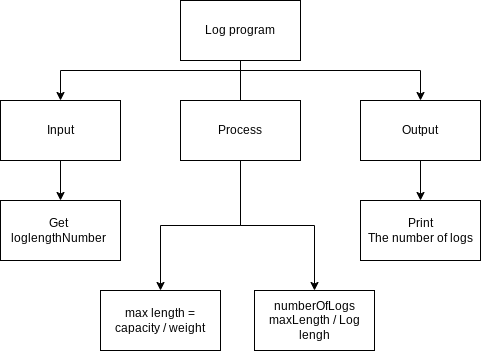 Log program
Input
Process
Output
Get
loglengthNumber
Print
The number of logs
max length =
capacity / weight
numberOfLogs
maxLength / Log
lengh